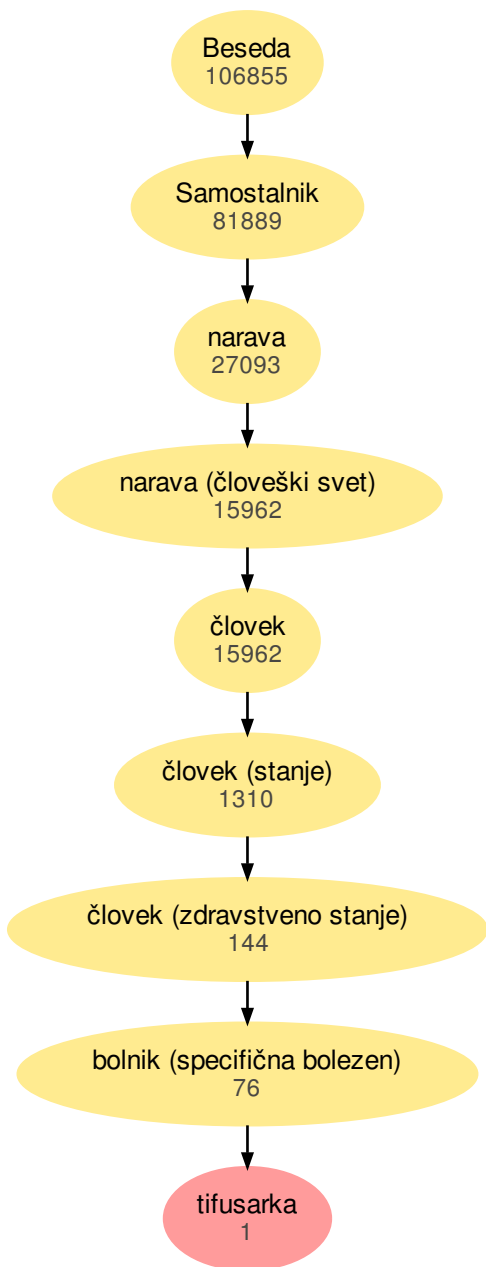 Beseda
106855
Samostalnik
81889
narava
27093
narava (človeški svet)
15962
človek
15962
človek (stanje)
1310
človek (zdravstveno stanje)
144
bolnik (specifična bolezen)
76
tifusarka
1